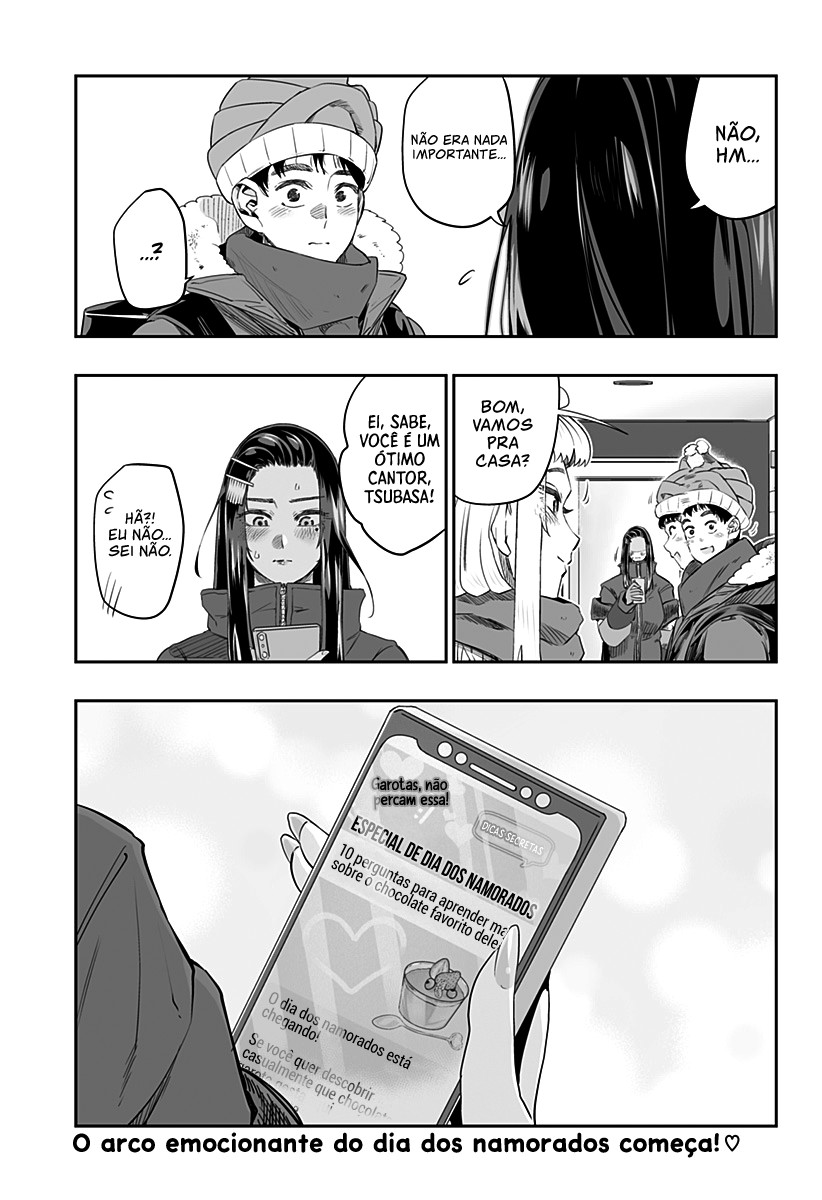 NÃO,
HM...
NÃO ERA NADA
IMPORTANTE...
...?
BOM,
VAMOS
PRA
CASA?
EI, SABE,
VOCÊ É UM
ÓTIMO
CANTOR,
TSUBASA!
HÃ?!
EU NÃO...
SEI NÃO.
Garotas, não
percam essa!
DICAS SECRETAS
ESPECIAL DE DIA DOS NAMORADOS
10 perguntas para aprender
sobre o chocolate favorito dele
O dia dos namorados está
chegando!
Se você quer descobrir
casualmente que chocolate
O arco emocionante do dia dos namorados começa! ♡